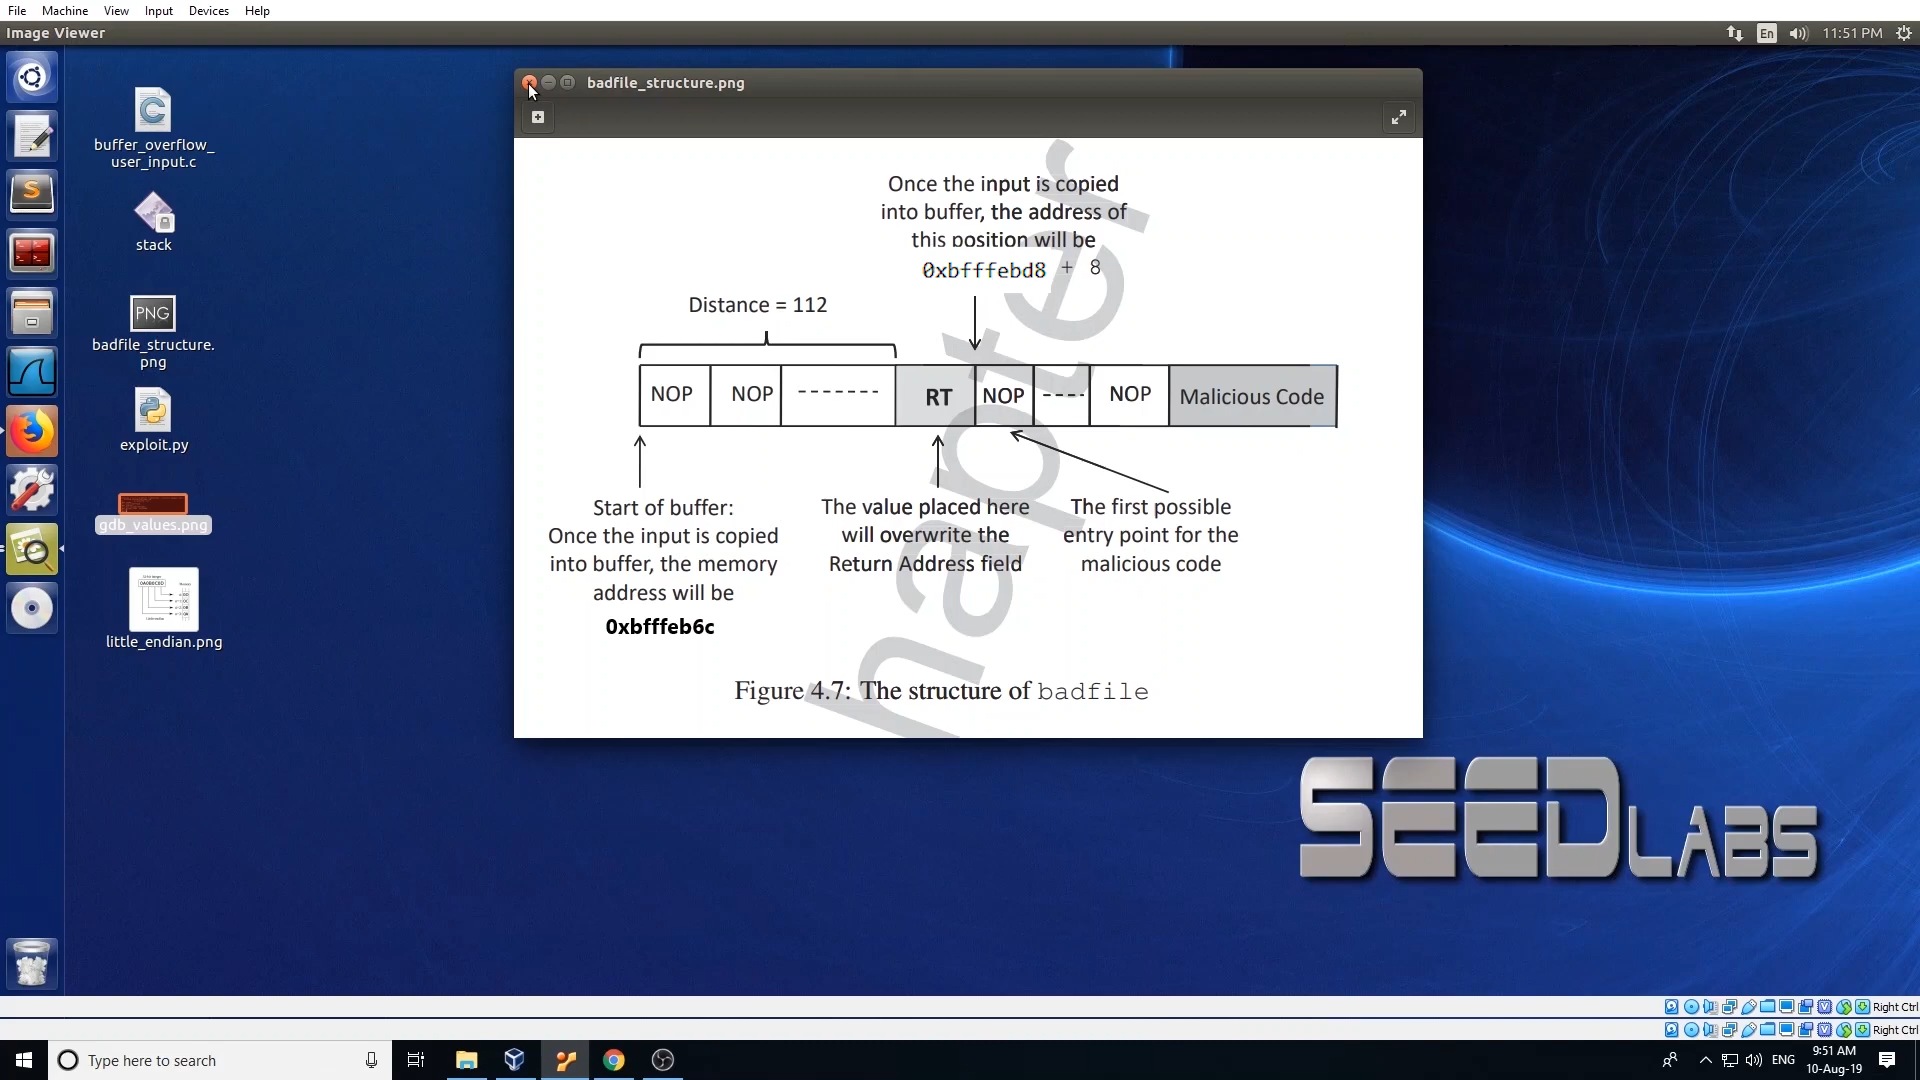 File Machine View Input Devices Help
Image Viewer
En
11:51 PM
badfile_structure.png
buffer_overflow_
user_input.c
stack
PNG
badfile_structure.
png
exploit.py
gdb_values.png
little_endian.png
Once the input is copied
into buffer, the address of
this position will be
0xbfffebd8 + 8
Distance = 112
NOP NOP -------- RT NOP ---- NOP Malicious Code
Start of buffer:
Once the input is copied
into buffer, the memory
address will be
0xbfffeb6c
The value placed here
will overwrite the
Return Address field
The first possible
entry point for the
malicious code
hapter
Figure 4.7: The structure of badfile
SEEDLABS
Right Ctrl
Right Ctrl
Type here to search
ENG
9:51 AM
10-Aug-19